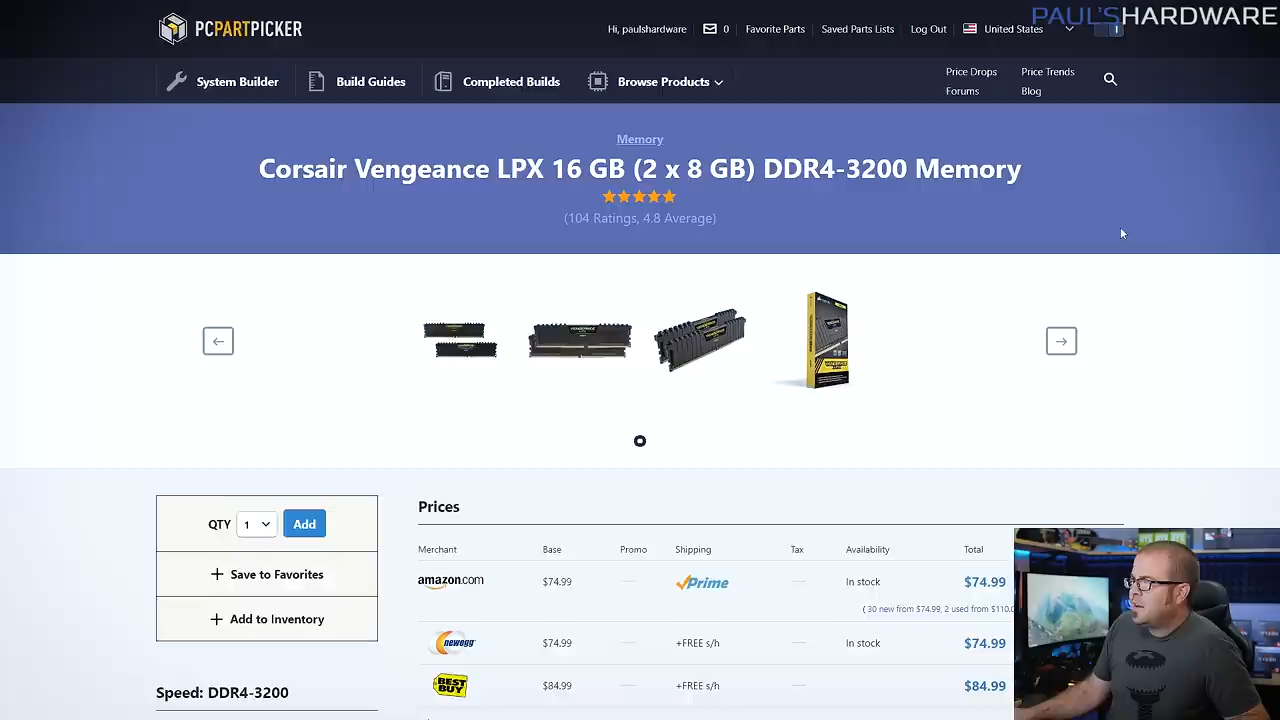 PAUL'SHARDWARE
PCPARTPICKER
Hi, paulshardware
0
Favorite Parts
Saved Parts Lists
Log Out
United States
System Builder
Build Guides
Completed Builds
Browse Products
Price Drops
Price Trends
Forums
Blog
Memory
Corsair Vengeance LPX 16 GB (2 x 8 GB) DDR4-3200 Memory
(104 Ratings, 4.8 Average)
QTY 1 Add
+ Save to Favorites
+ Add to Inventory
Speed: DDR4-3200
Prices
Merchant Base Promo Shipping Tax Availability Total
amazon.com $74.99 — Prime — In stock $74.99
( 30 new from $74.99, 2 used from $110.0
newegg $74.99 — +FREE s/h — In stock $74.99
BEST BUY $84.99 — +FREE s/h — $84.99